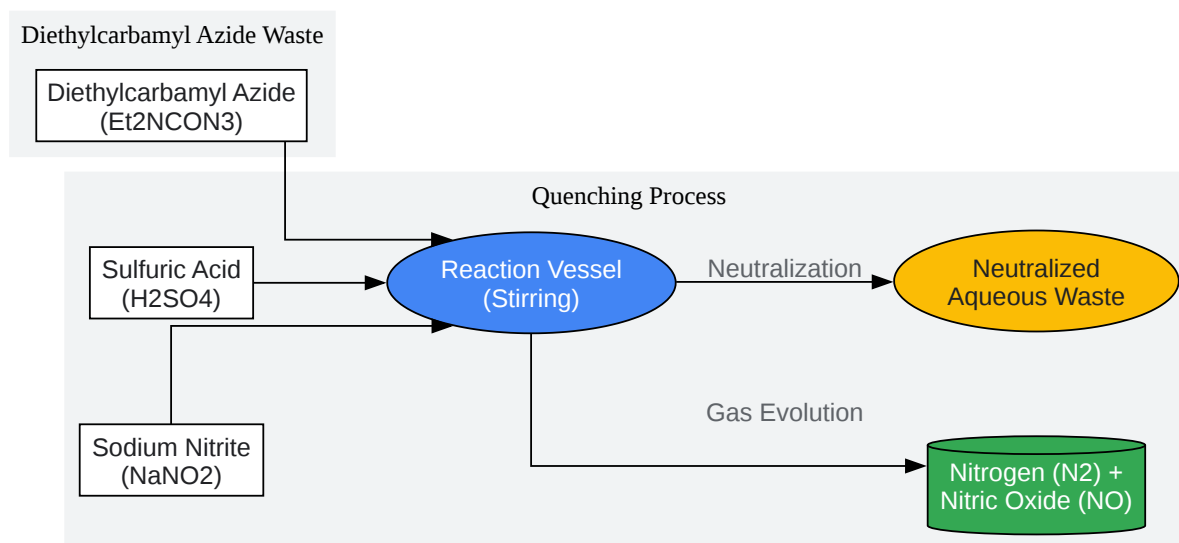 Diethylcarbamyl Azide Waste
Diethylcarbamyl Azide
(Et2NCON3)
Quenching Process
Sulfuric Acid
(H2SO4)
Reaction Vessel
(Stirring)
Neutralization
Neutralized
Aqueous Waste
Gas Evolution
Sodium Nitrite
(NaNO2)
Nitrogen (N2) +
Nitric Oxide (NO)